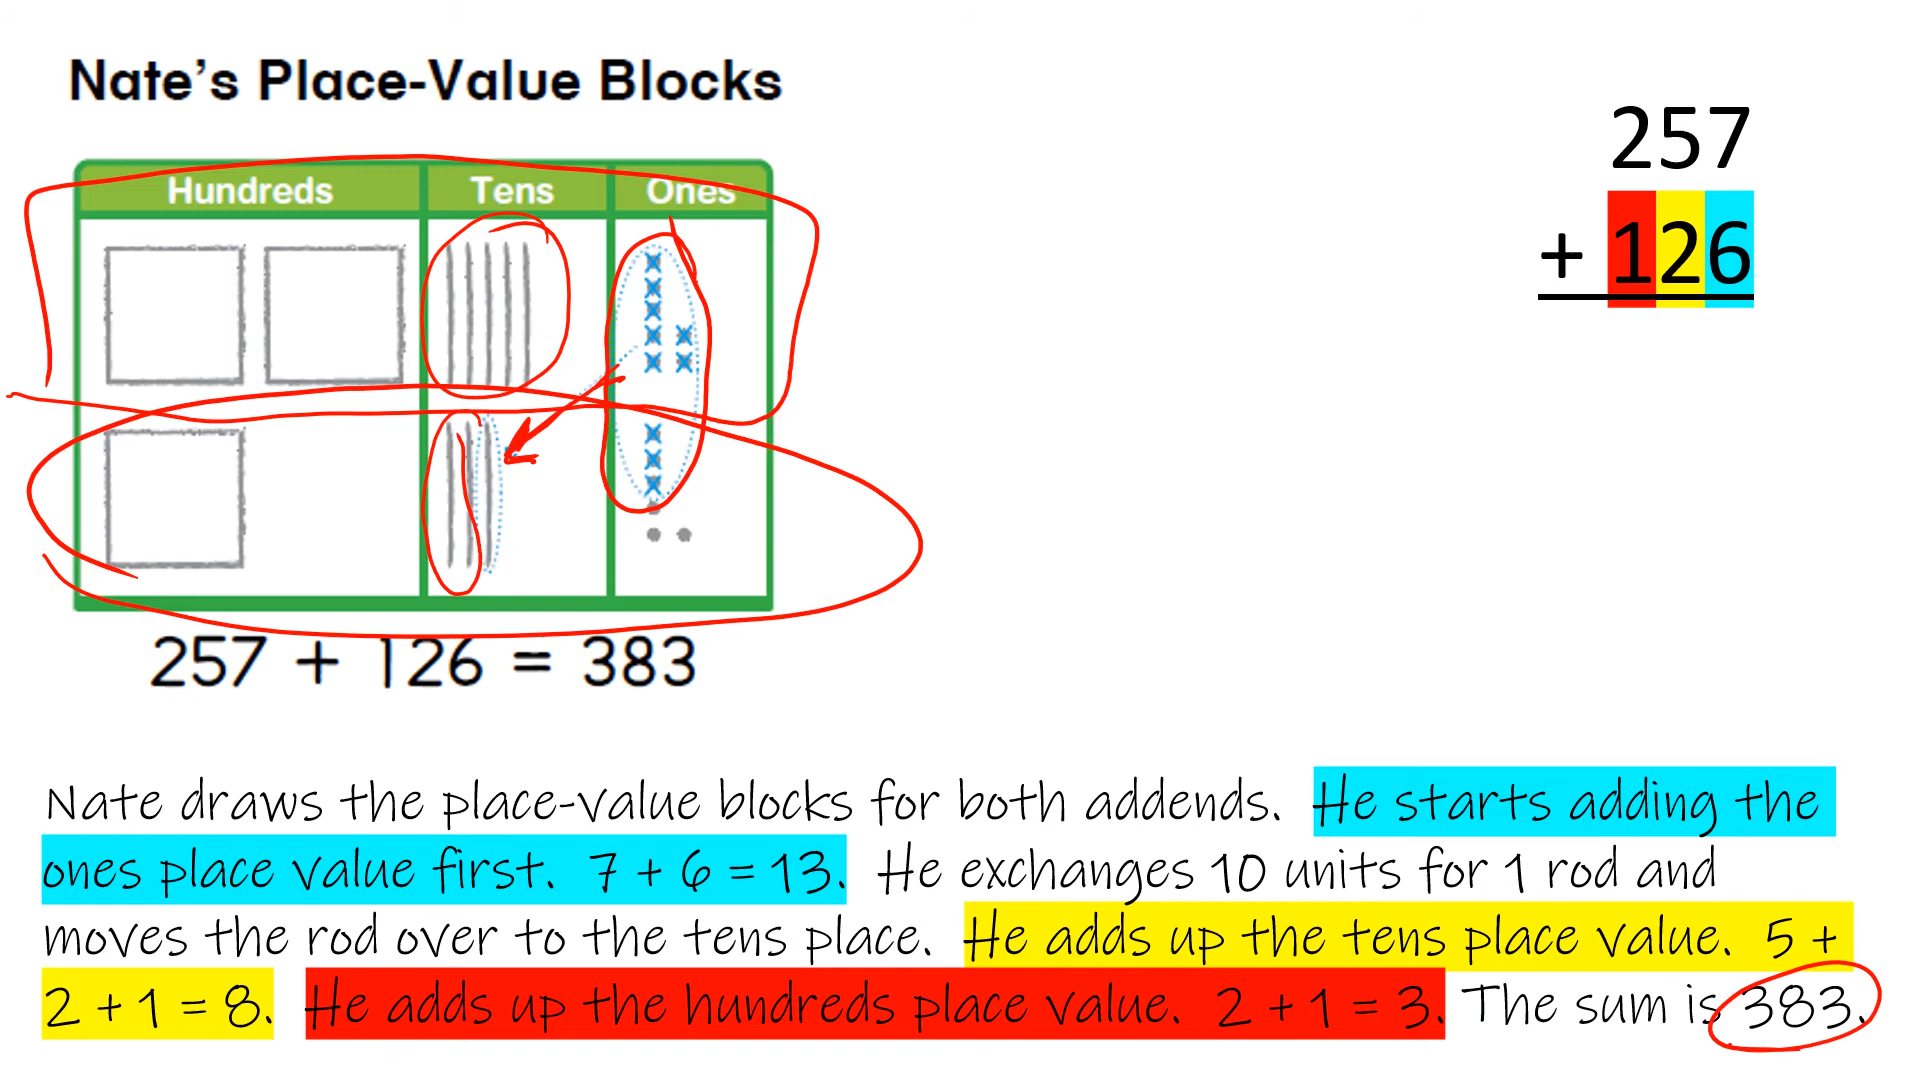 Nate's Place-Value Blocks
Hundreds Tens Ones
257 + 126 = 383
257
+ 126
Nate draws the place-value blocks for both addends. He starts adding the
ones place value first. 7 + 6 = 13. He exchanges 10 units for 1 rod and
moves the rod over to the tens place. He adds up the tens place value. 5 +
2 + 1 = 8. He adds up the hundreds place value. 2 + 1 = 3. The sum is 383.